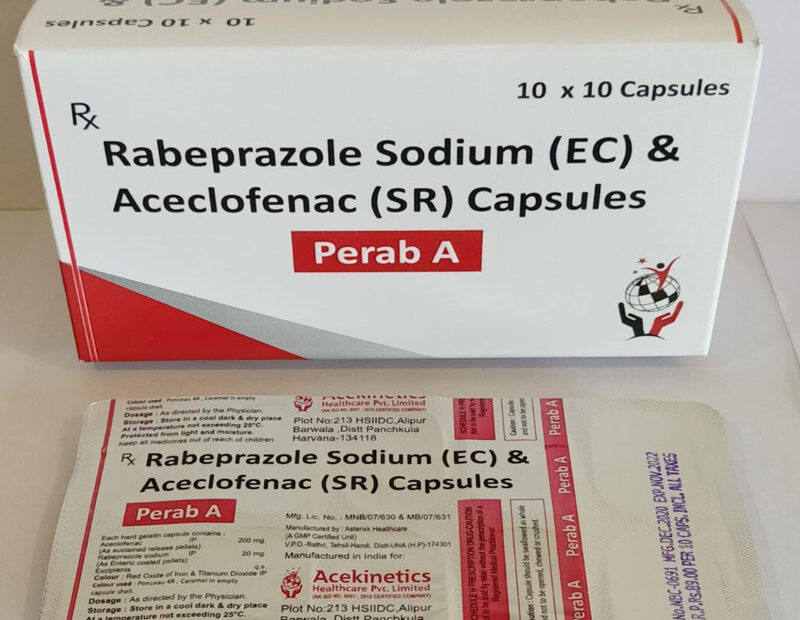 10 x 10 Capsules
Rx
10 x 10 Capsules
Rabeprazole Sodium (EC) &
Aceclofenac (SR) Capsules
Perab A
Colour used : Ponceau 4R , Caramel in empty
capsule shell.
Dosage : As directed by the Physician.
Storage : Store in a cool dark & dry place
At a temperature not exceeding 25°C.
Protected from light and moisture.
Keep all medicines out of reach of children
Acekinetics
Healthcare Pvt. Limited
(AN ISO NO. 9001 : 2015 CERTIFIED COMPANY)
Plot No:213 HSIIDC,Alipur
Barwala ,Distt Panchkula
Haryana-134118
Rx Rabeprazole Sodium (EC) &
Aceclofenac (SR) Capsules
Perab A
Each hard gelatin capsule contains :
Aceclofenac IP 200 mg.
(As sustained release pellets)
Rabeprazole sodium IP 20 mg.
(As Enteric coated pellets)
Excipients q.s.
Colour : Red Oxide of Iron & Titanium Dioxide IP
Colour used : Ponceau 4R , Caramel in empty
capsule shell.
Dosage : As directed by the Physician.
Storage : Store in a cool dark & dry place
At a temperature not exceeding 25°C.
Mfg. Lic. No. : MNB/07/630 & MB/07/631
Manufactured by : Asterisk Healthcare
(A GMP Certified Unit)
V.P.O.-Bathri, Tehsil-Haroli, Distt-UNA (H.P)-174301
Manufactured in India for:
Acekinetics
Healthcare Pvt. Limited
(AN ISO NO. 9001 : 2015 CERTIFIED COMPANY)
Plot No:213 HSIIDC,Alipur
Barwala ,Distt Panchkula
SCHEDULE H PRESCRIPTION DRUG-CAUTION
Not to be sold by retail without the prescription of a
Registered Medical Practitioner.
Caution : Capsule should be swallowed as whole
and not to be opened, chewed or crushed.
Perab A
Perab A
Perab A
Perab A
.No.NBC-0691 MFG.DEC.2020 EXP.NOV.2022
R.P.Rs.89.00 PER 10 CAPS. INCL. ALL TAXES